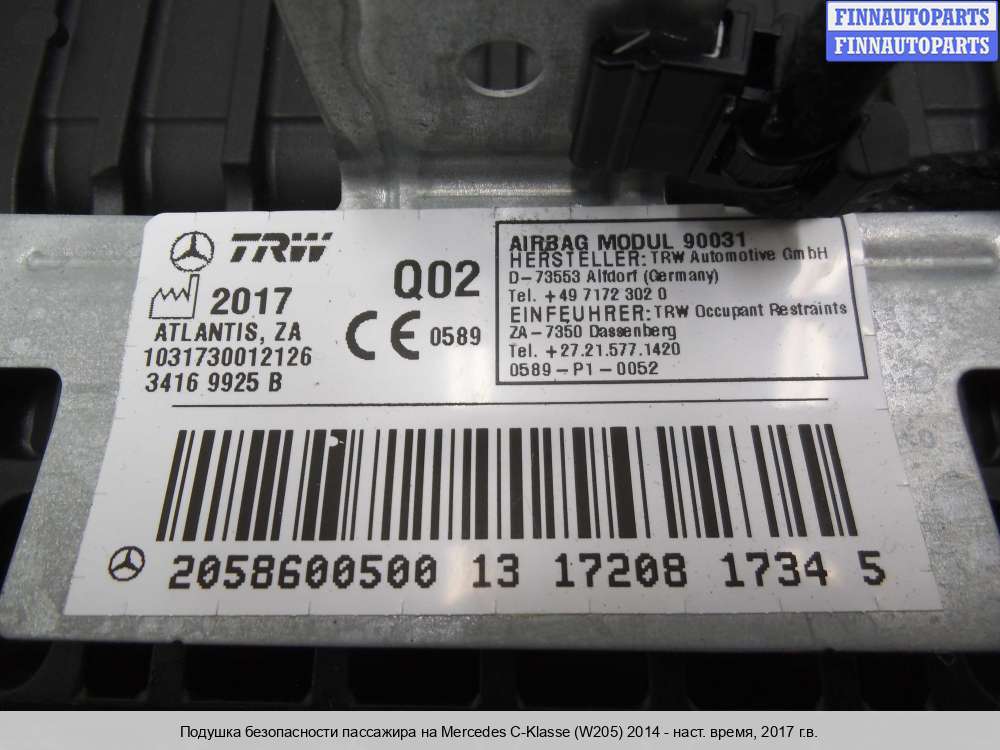 FINNAUTOPARTS
FINNAUTOPARTS
TRW
2017
Q02
ATLANTIS, ZA
0589
1031730012126
3416 9925 B
AIRBAG MODUL 90031
HERSTELLER: TRW Automotive GmbH
D-73553 Alfdorf (Germany)
Tel. +49 7172 302 0
EINFEUHRER: TRW Occupant Restraints
ZA-7350 Dassenberg
Tel. +27.21.577.1420
0589-P1-0052
2058600500 13 17208 1734 5
Подушка безопасности пассажира на Mercedes C-Klasse (W205) 2014 - наст. время, 2017 г.в.